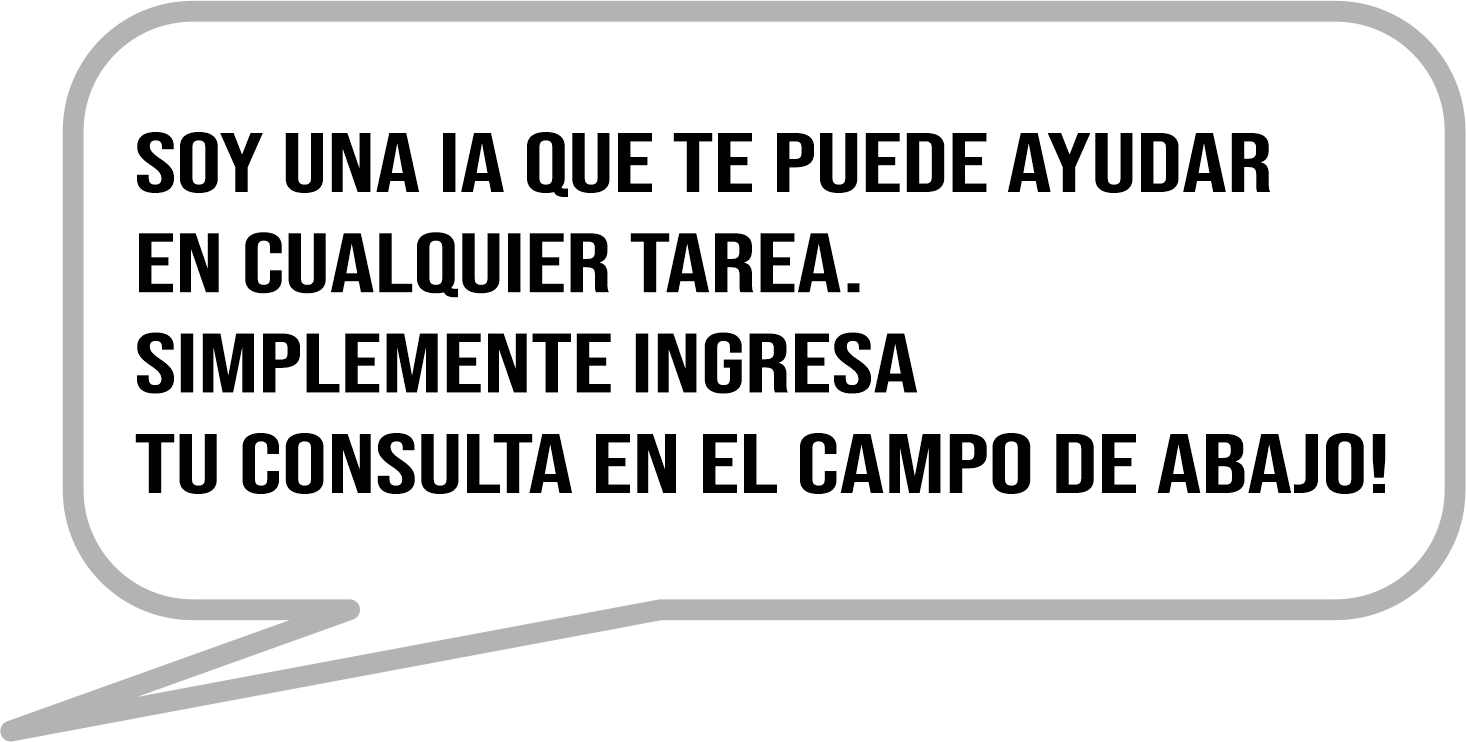 SOY UNA IA QUE TE PUEDE AYUDAR
EN CUALQUIER TAREA.
SIMPLEMENTE INGRESA
TU CONSULTA EN EL CAMPO DE ABAJO!